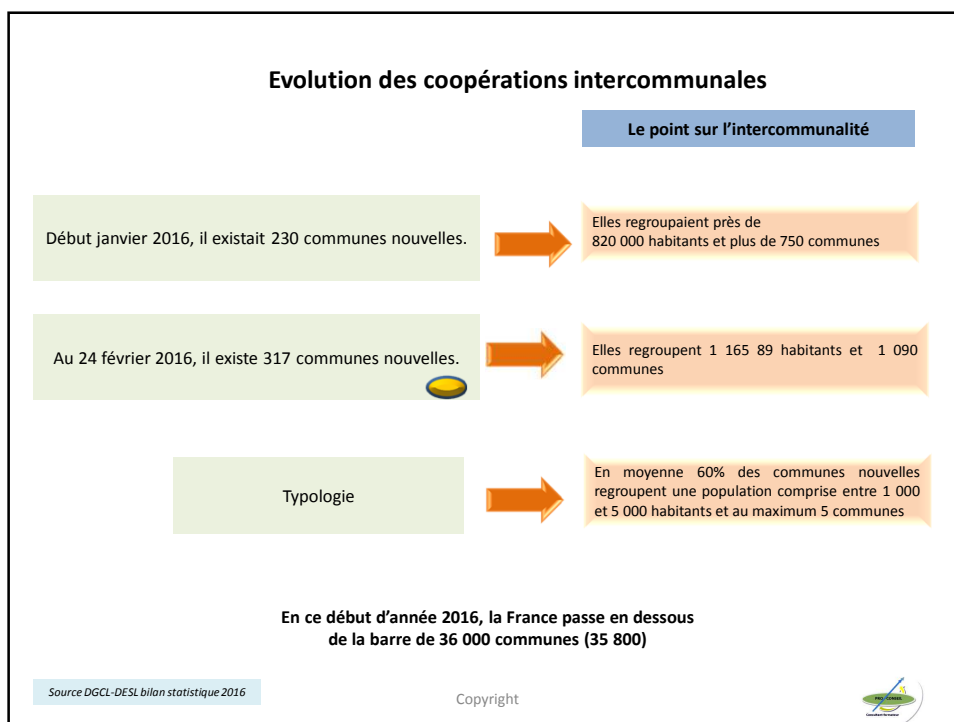 Evolution des coopérations intercommunales
Le point sur l'intercommunalité
Début janvier 2016, il existait 230 communes nouvelles.
Elles regroupaient près de
820 000 habitants et plus de 750 communes
Au 24 février 2016, il existe 317 communes nouvelles.
Elles regroupent 1 165 89 habitants et 1 090
communes
Typologie
En moyenne 60% des communes nouvelles
regroupent une population comprise entre 1 000
et 5 000 habitants et au maximum 5 communes
En ce début d'année 2016, la France passe en dessous
de la barre de 36 000 communes (35 800)
Source DGCL-DESL bilan statistique 2016
Copyright
PRO CONSEIL
Consultant formateur